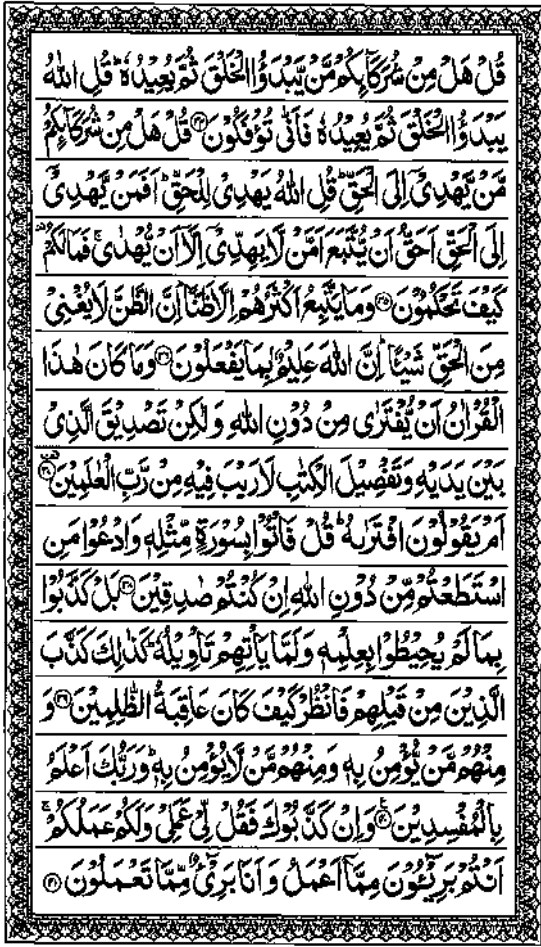 قُلْ هَلْ مِنْ شُرَكَآئِكُمْ مَّنْ يَّبْدَؤُا الْخَلْقَ ثُمَّ يُعِيْدُهٗ ؕ قُلِ اللّٰهُ
يَبْدَؤُا الْخَلْقَ ثُمَّ يُعِيْدُهٗ فَاَنّٰى تُؤْفَكُوْنَ ۝۳۴ قُلْ هَلْ مِنْ شُرَكَآئِكُمْ
مَّنْ يَّهْدِيْۤ اِلَى الْحَقِّ ؕ قُلِ اللّٰهُ يَهْدِيْ لِلْحَقِّ ؕ اَفَمَنْ يَّهْدِيْۤ
اِلَى الْحَقِّ اَحَقُّ اَنْ يُّتَّبَعَ اَمَّنْ لَّا يَهِدِّيْۤ اِلَّاۤ اَنْ يُّهْدٰى ۚ فَمَا لَكُمْ
كَيْفَ تَحْكُمُوْنَ ۝۳۵ وَمَا يَتَّبِعُ اَكْثَرُهُمْ اِلَّا ظَنًّا ؕ اِنَّ الظَّنَّ لَا يُغْنِيْ
مِنَ الْحَقِّ شَيْـًٔا ؕ اِنَّ اللّٰهَ عَلِيْمٌۢ بِمَا يَفْعَلُوْنَ ۝۳۶ وَمَا كَانَ هٰذَا
الْقُرْاٰنُ اَنْ يُّفْتَرٰى مِنْ دُوْنِ اللّٰهِ وَلٰكِنْ تَصْدِيْقَ الَّذِيْ
بَيْنَ يَدَيْهِ وَتَفْصِيْلَ الْكِتٰبِ لَا رَيْبَ فِيْهِ مِنْ رَّبِّ الْعٰلَمِيْنَ ۝۳۷
اَمْ يَقُوْلُوْنَ افْتَرٰىهُ ؕ قُلْ فَاْتُوْا بِسُوْرَةٍ مِّثْلِهٖ وَادْعُوْا مَنِ
اسْتَطَعْتُمْ مِّنْ دُوْنِ اللّٰهِ اِنْ كُنْتُمْ صٰدِقِيْنَ ۝۳۸ بَلْ كَذَّبُوْا
بِمَا لَمْ يُحِيْطُوْا بِعِلْمِهٖ وَلَمَّا يَاْتِهِمْ تَاْوِيْلُهٗ ؕ كَذٰلِكَ كَذَّبَ
الَّذِيْنَ مِنْ قَبْلِهِمْ فَانْظُرْ كَيْفَ كَانَ عَاقِبَةُ الظّٰلِمِيْنَ ۝۳۹ وَ
مِنْهُمْ مَّنْ يُّؤْمِنُ بِهٖ وَمِنْهُمْ مَّنْ لَّا يُؤْمِنُ بِهٖ ؕ وَرَبُّكَ اَعْلَمُ
بِالْمُفْسِدِيْنَ ۝۴۰ وَاِنْ كَذَّبُوْكَ فَقُلْ لِّيْ عَمَلِيْ وَلَكُمْ عَمَلُكُمْ ۚ
اَنْتُمْ بَرِيْٓـُٔوْنَ مِمَّاۤ اَعْمَلُ وَاَنَا بَرِيْٓءٌ مِّمَّا تَعْمَلُوْنَ ۝۴۱